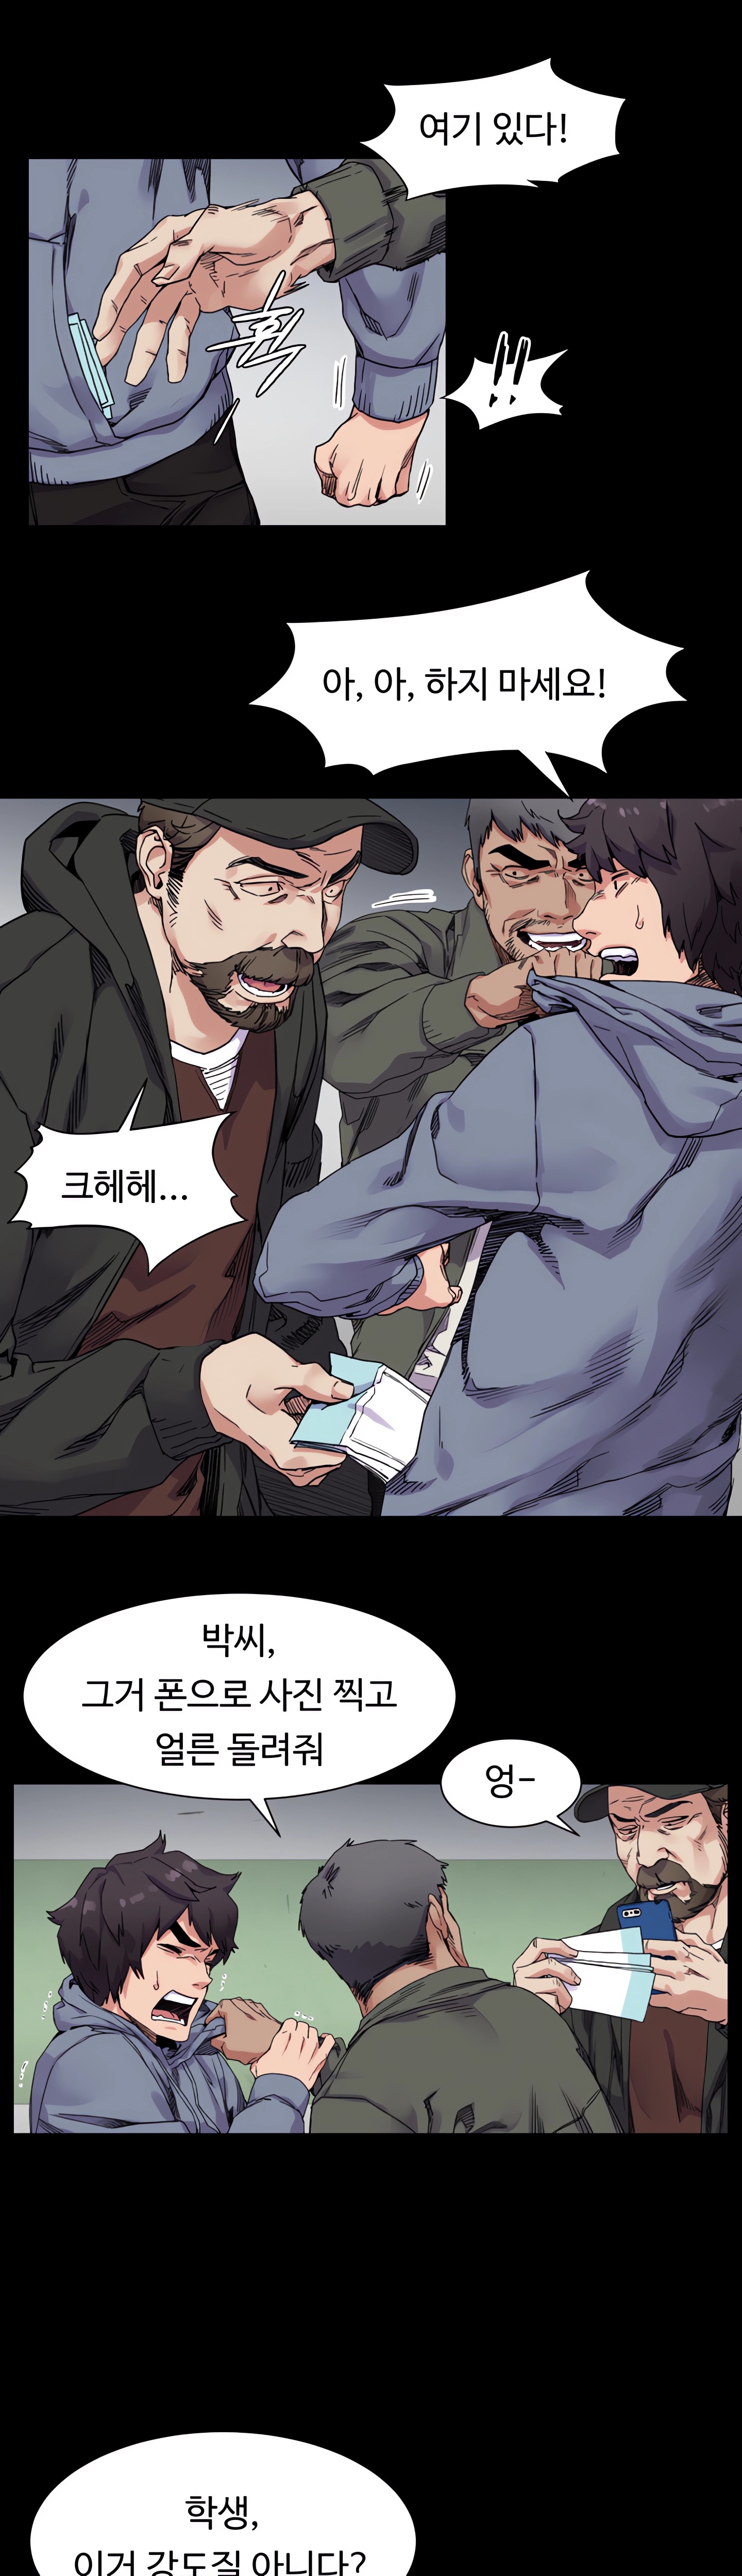 여기 있다!
휙
!!
아, 아, 하지 마세요!
크헤헤...
박씨,
그거 폰으로 사진 찍고
얼른 돌려줘
엉-
학생,
이거 강도질 아니다?